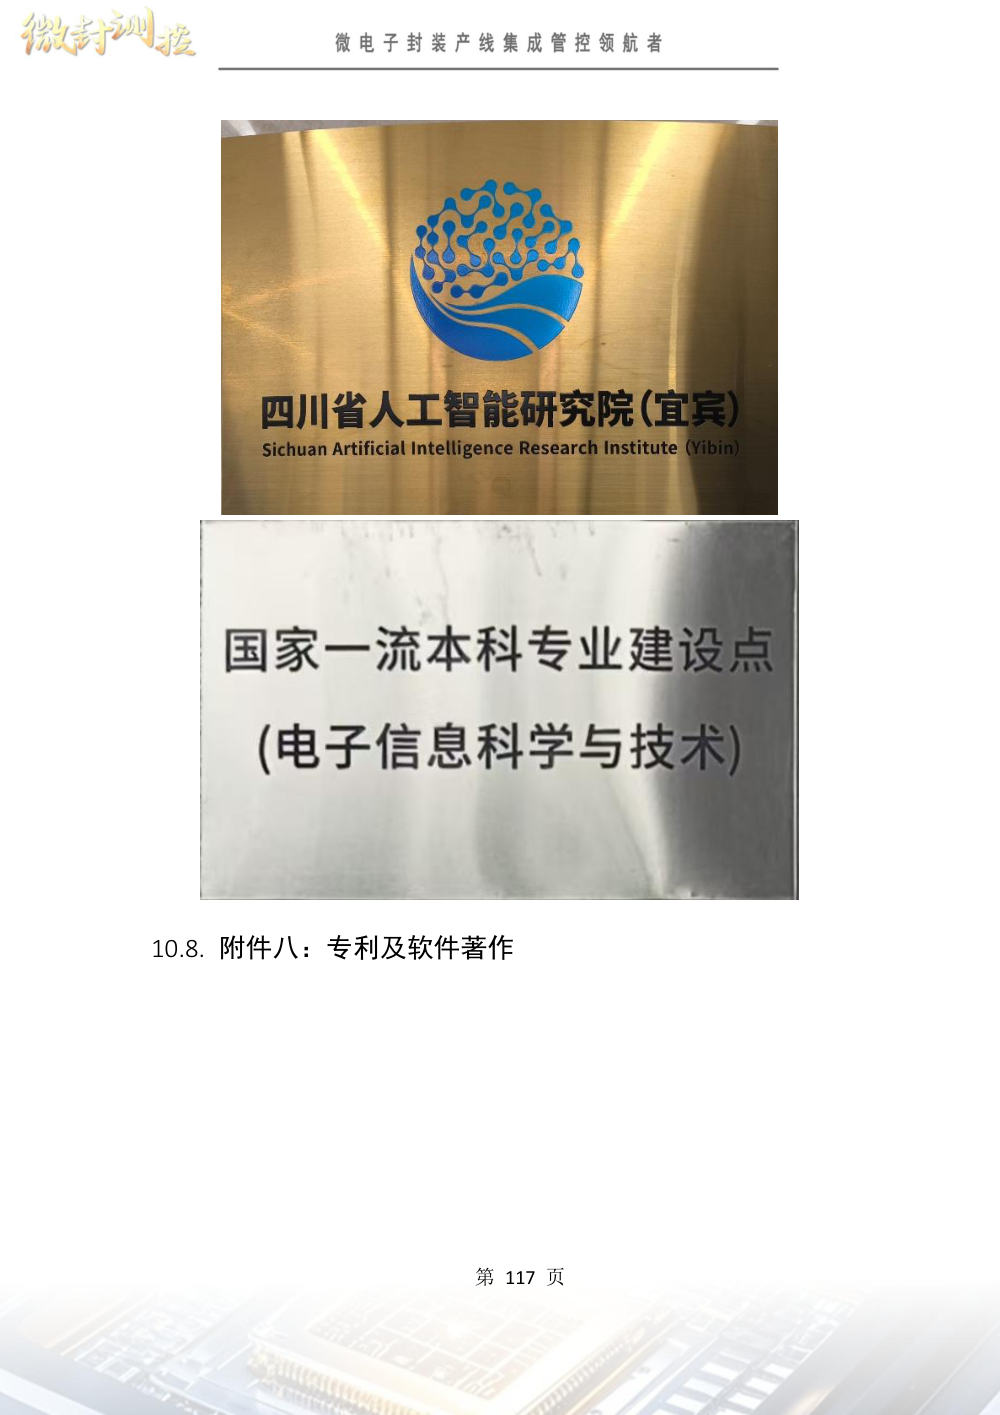 微封测控
微电子封装产线集成管控领航者
四川省人工智能研究院(宜宾)
Sichuan Artificial Intelligence Research Institute (Yibin)
国家一流本科专业建设点
(电子信息科学与技术)
10.8. 附件八：专利及软件著作
第 117 页